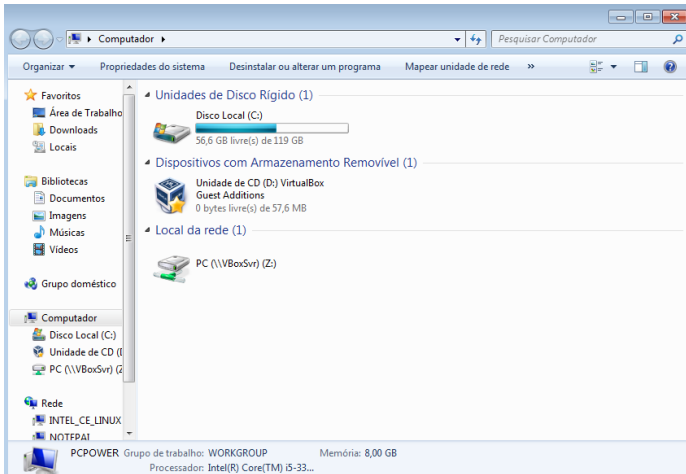 Computador
Pesquisar Computador
Organizar
Propriedades do sistema
Desinstalar ou alterar um programa
Mapear unidade de rede
»
Favoritos
Área de Trabalho
Downloads
Locais
Bibliotecas
Documentos
Imagens
Músicas
Vídeos
Grupo doméstico
Computador
Disco Local (C:)
Unidade de CD (
PC (\\VBoxSvr) (Z
Rede
INTEL_CE_LINUX
NOTEPAI
Unidades de Disco Rígido (1)
Disco Local (C:)
56,6 GB livre(s) de 119 GB
Dispositivos com Armazenamento Removível (1)
Unidade de CD (D:) VirtualBox
Guest Additions
0 bytes livre(s) de 57,6 MB
Local da rede (1)
PC (\\VBoxSvr) (Z:)
PCPOWER Grupo de trabalho: WORKGROUP Memória: 8,00 GB
Processador: Intel(R) Core(TM) i5-33...